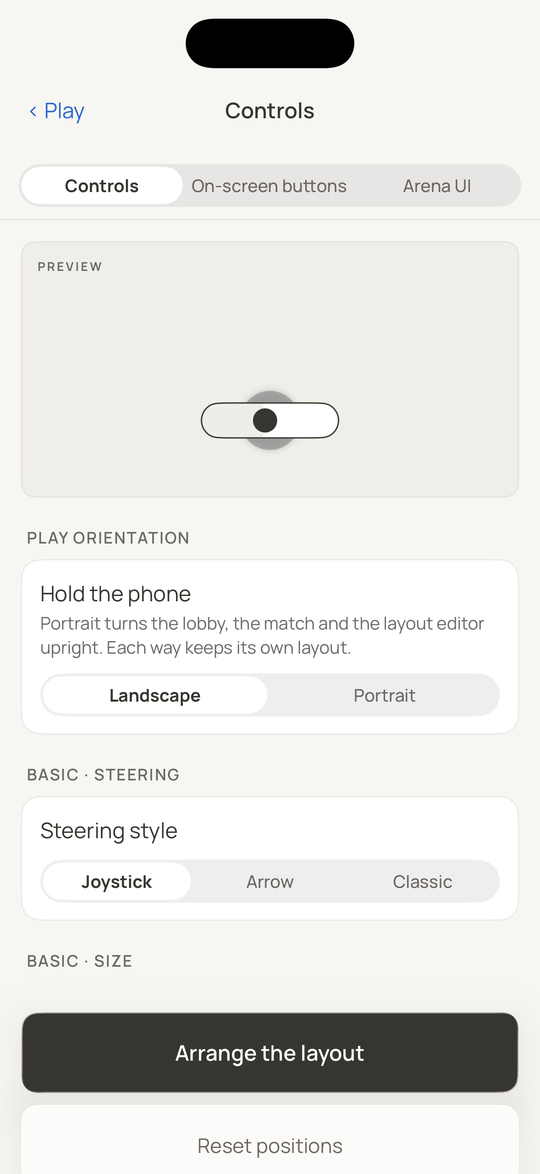 ‹ Play
Controls
Controls
On-screen buttons
Arena UI
PREVIEW
PLAY ORIENTATION
Hold the phone
Portrait turns the lobby, the match and the layout editor
upright. Each way keeps its own layout.
Landscape
Portrait
BASIC · STEERING
Steering style
Joystick
Arrow
Classic
BASIC · SIZE
Arrange the layout
Reset positions